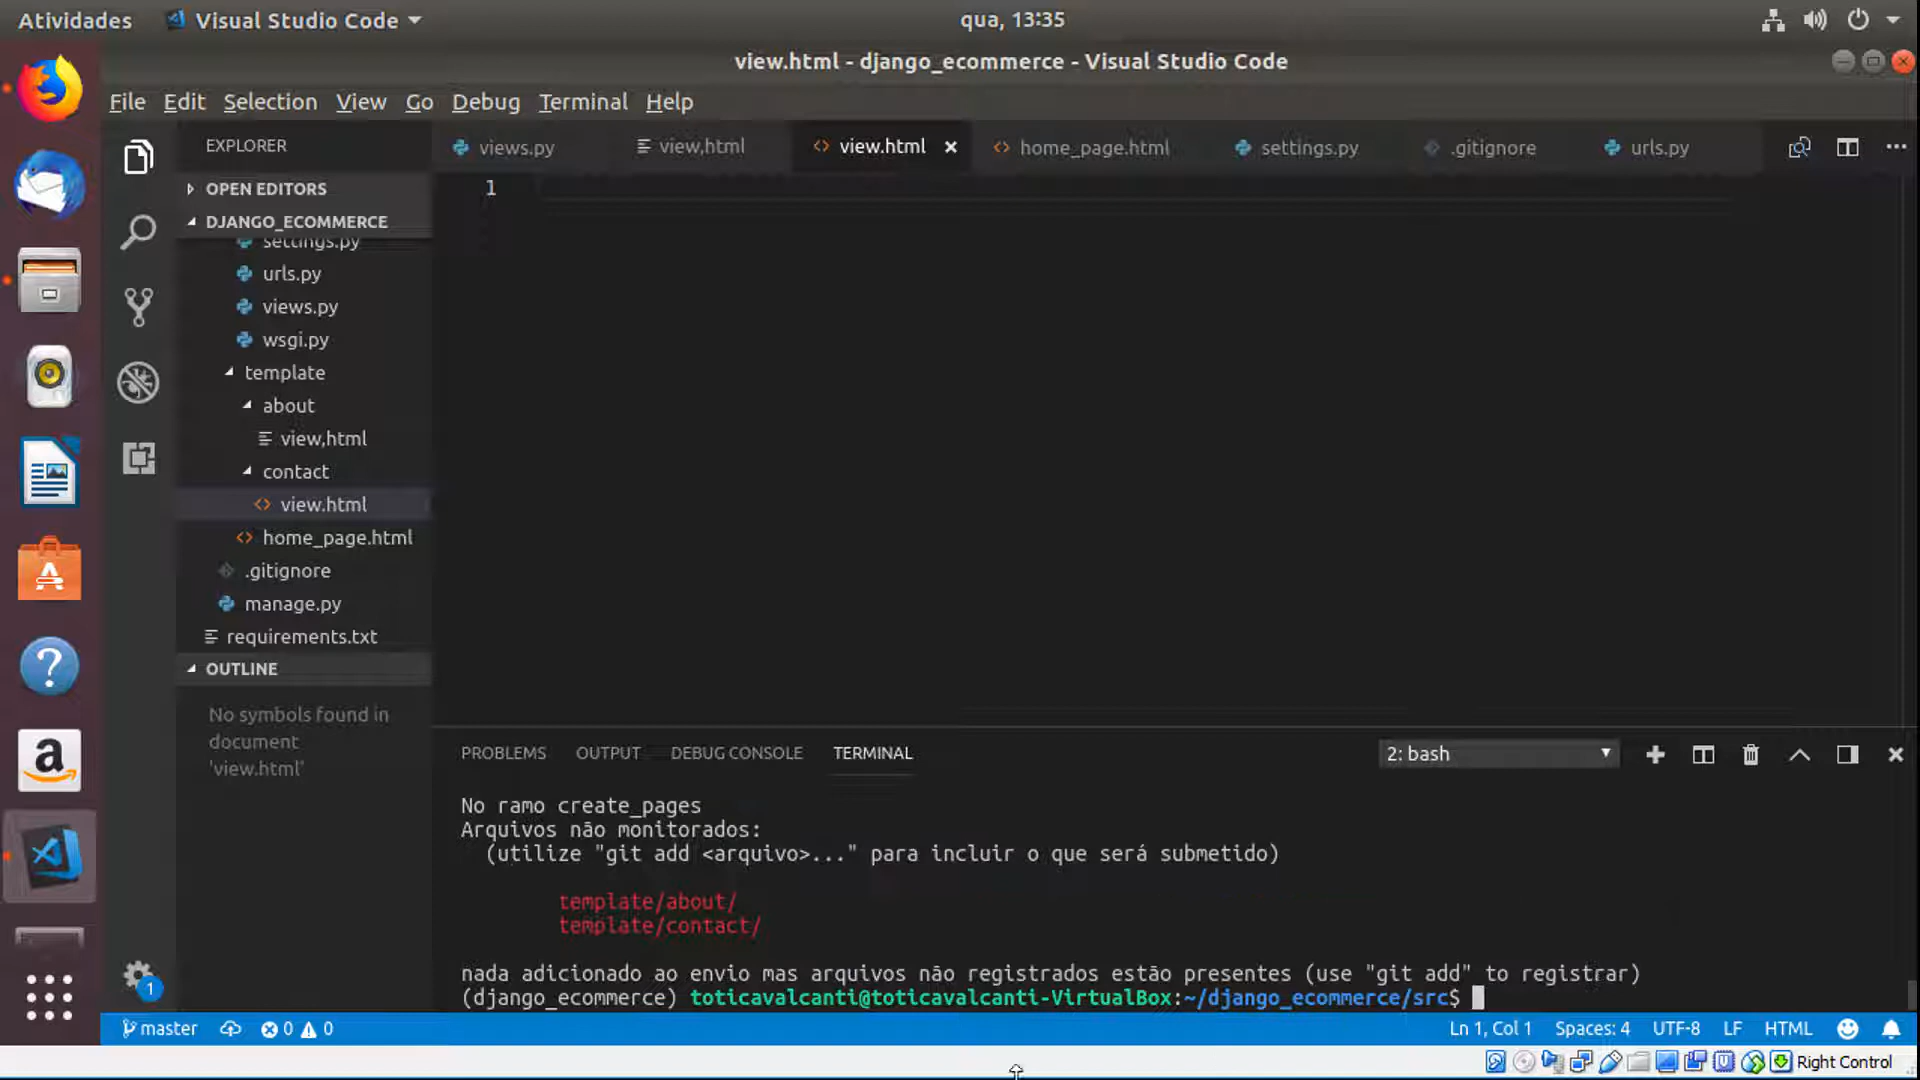 Atividades
Visual Studio Code
qua, 13:35
view.html - django_ecommerce - Visual Studio Code
File Edit Selection View Go Debug Terminal Help
EXPLORER
OPEN EDITORS
DJANGO_ECOMMERCE
settings.py
urls.py
views.py
wsgi.py
template
about
view,html
contact
view.html
home_page.html
.gitignore
manage.py
requirements.txt
OUTLINE
No symbols found in
document
'view.html'
views.py
view,html
view.html
home_page.html
settings.py
.gitignore
urls.py
1
PROBLEMS OUTPUT DEBUG CONSOLE TERMINAL
2: bash
No ramo create_pages
Arquivos não monitorados:
(utilize "git add <arquivo>..." para incluir o que será submetido)
template/about/
template/contact/
nada adicionado ao envio mas arquivos não registrados estão presentes (use "git add" to registrar)
(django_ecommerce) toticavalcanti@toticavalcanti-VirtualBox:~/django_ecommerce/src$
1
master
0 0
Ln 1, Col 1
Spaces: 4
UTF-8
LF
HTML
Right Control